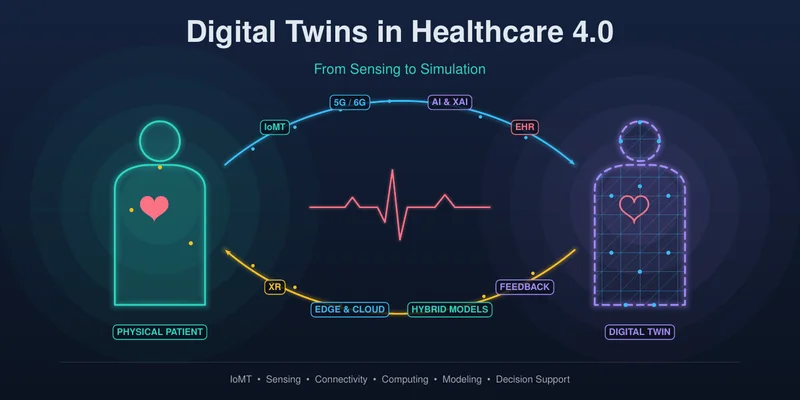 Digital Twins in Healthcare 4.0
From Sensing to Simulation
5G / 6G
AI & XAI
IoMT
EHR
XR
FEEDBACK
EDGE & CLOUD
HYBRID MODELS
PHYSICAL PATIENT
DIGITAL TWIN
IoMT • Sensing • Connectivity • Computing • Modeling • Decision Support